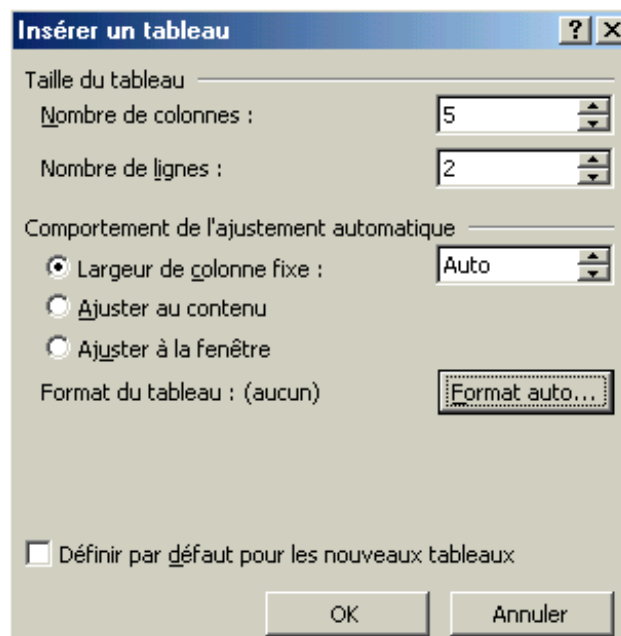 Insérer un tableau
Taille du tableau
Nombre de colonnes : 5
Nombre de lignes : 2
Comportement de l'ajustement automatique
Largeur de colonne fixe : Auto
Ajuster au contenu
Ajuster à la fenêtre
Format du tableau : (aucun) Format auto...
Définir par défaut pour les nouveaux tableaux
OK Annuler